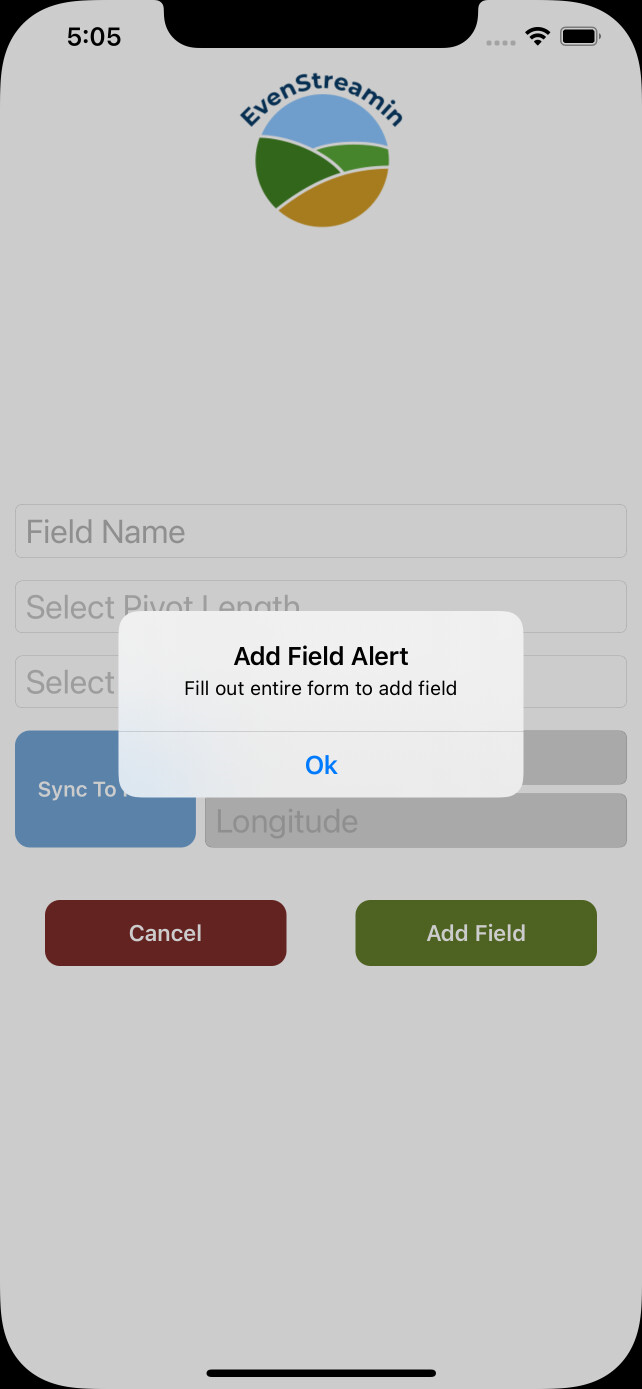 5:05
EvenStreamin
Field Name
Select Pivot Length
Select
Add Field Alert
Fill out entire form to add field
Ok
Sync To
Longitude
Cancel
Add Field